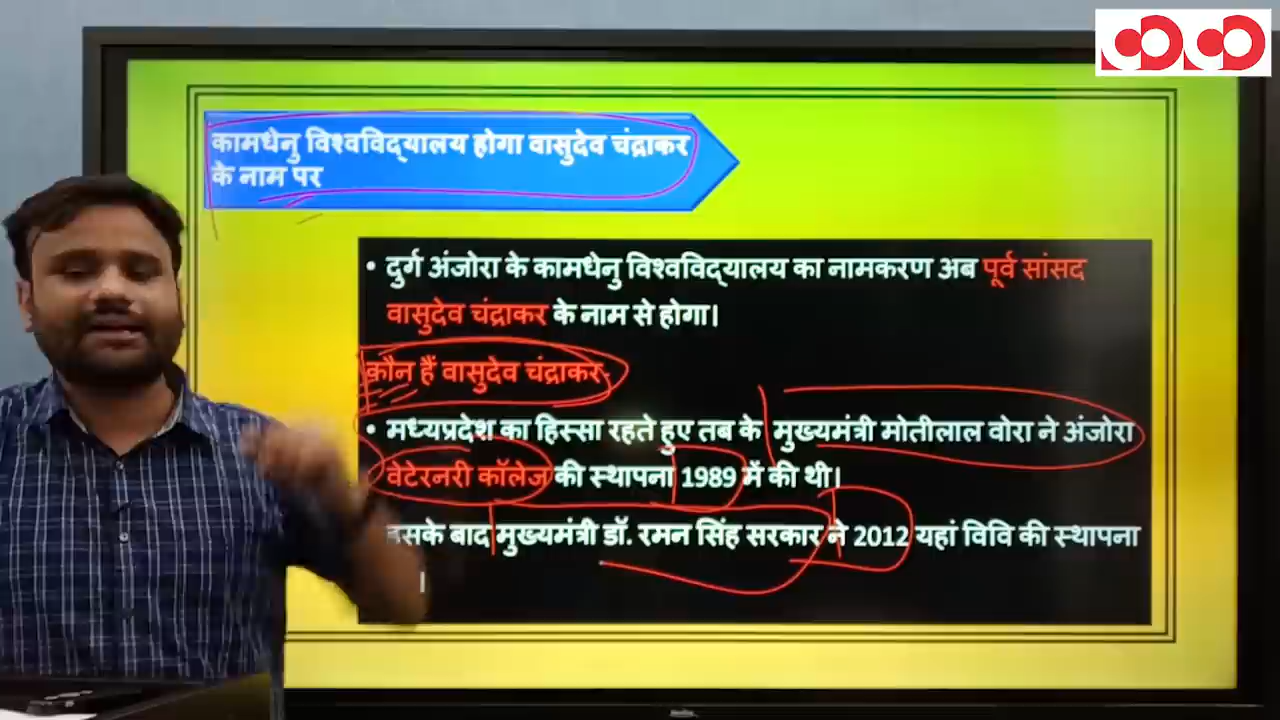 कामधेनु विश्वविद्यालय होगा वासुदेव चंद्राकर
के नाम पर
• दुर्ग अंजोरा के कामधेनु विश्वविद्यालय का नामकरण अब पूर्व सांसद
वासुदेव चंद्राकर के नाम से होगा।
कौन हैं वासुदेव चंद्राकर-
• मध्यप्रदेश का हिस्सा रहते हुए तब के मुख्यमंत्री मोतीलाल वोरा ने अंजोरा
वेटेरनरी कॉलेज की स्थापना 1989 में की थी।
के बाद मुख्यमंत्री डॉ. रमन सिंह सरकार ने 2012 यहां विवि की स्थापना
।